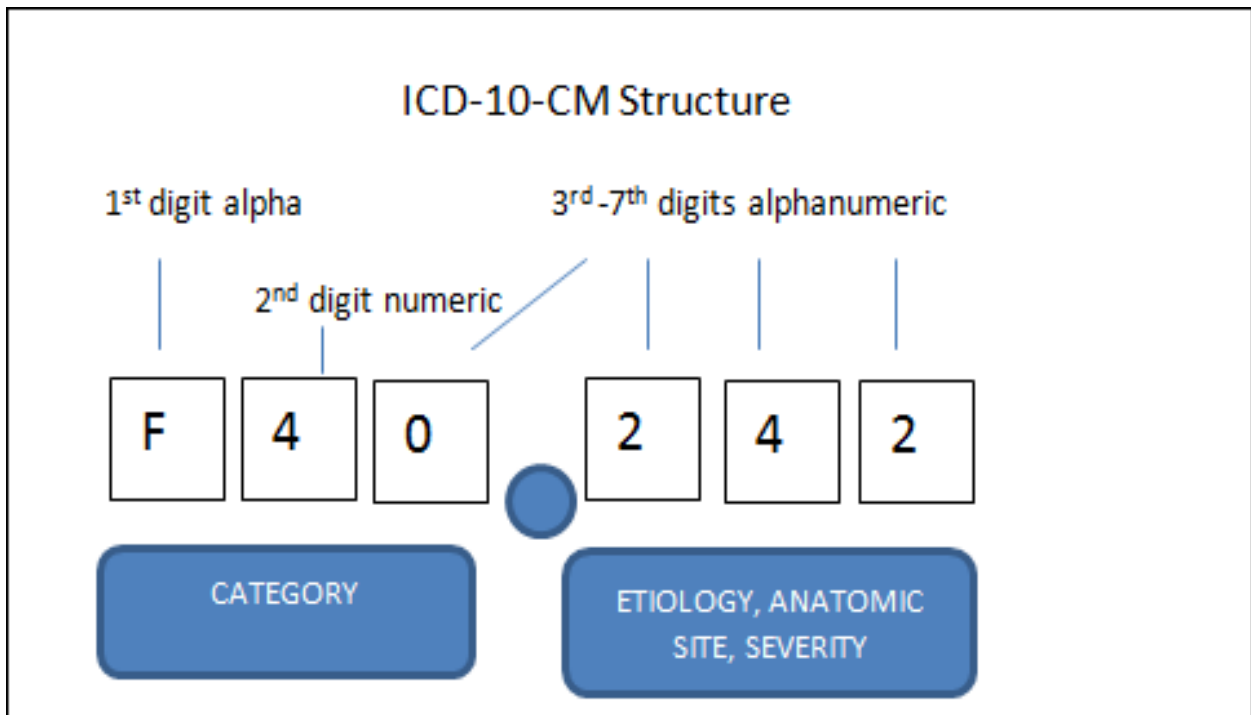 ICD-10-CM Structure
1st digit alpha
3rd-7th digits alphanumeric
2nd digit numeric
F 4 0 2 4 2
CATEGORY
ETIOLOGY, ANATOMIC
SITE, SEVERITY